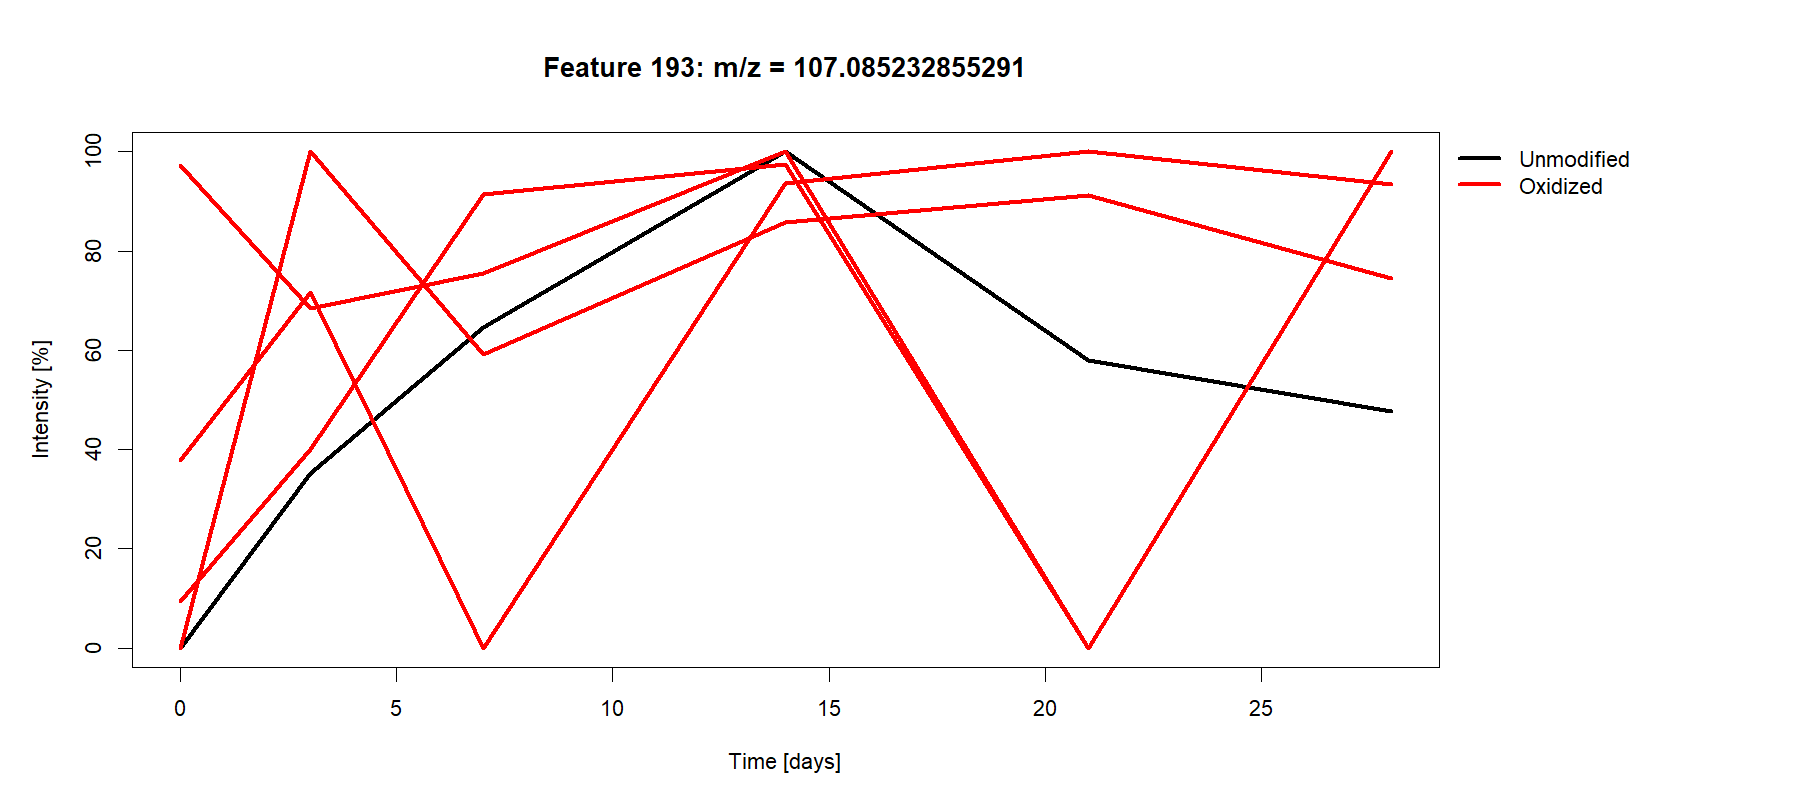 Feature 193: m/z = 107.085232855291
Unmodified
Oxidized
Intensity [%]
100
80
60
40
20
0
0 5 10 15 20 25
Time [days]